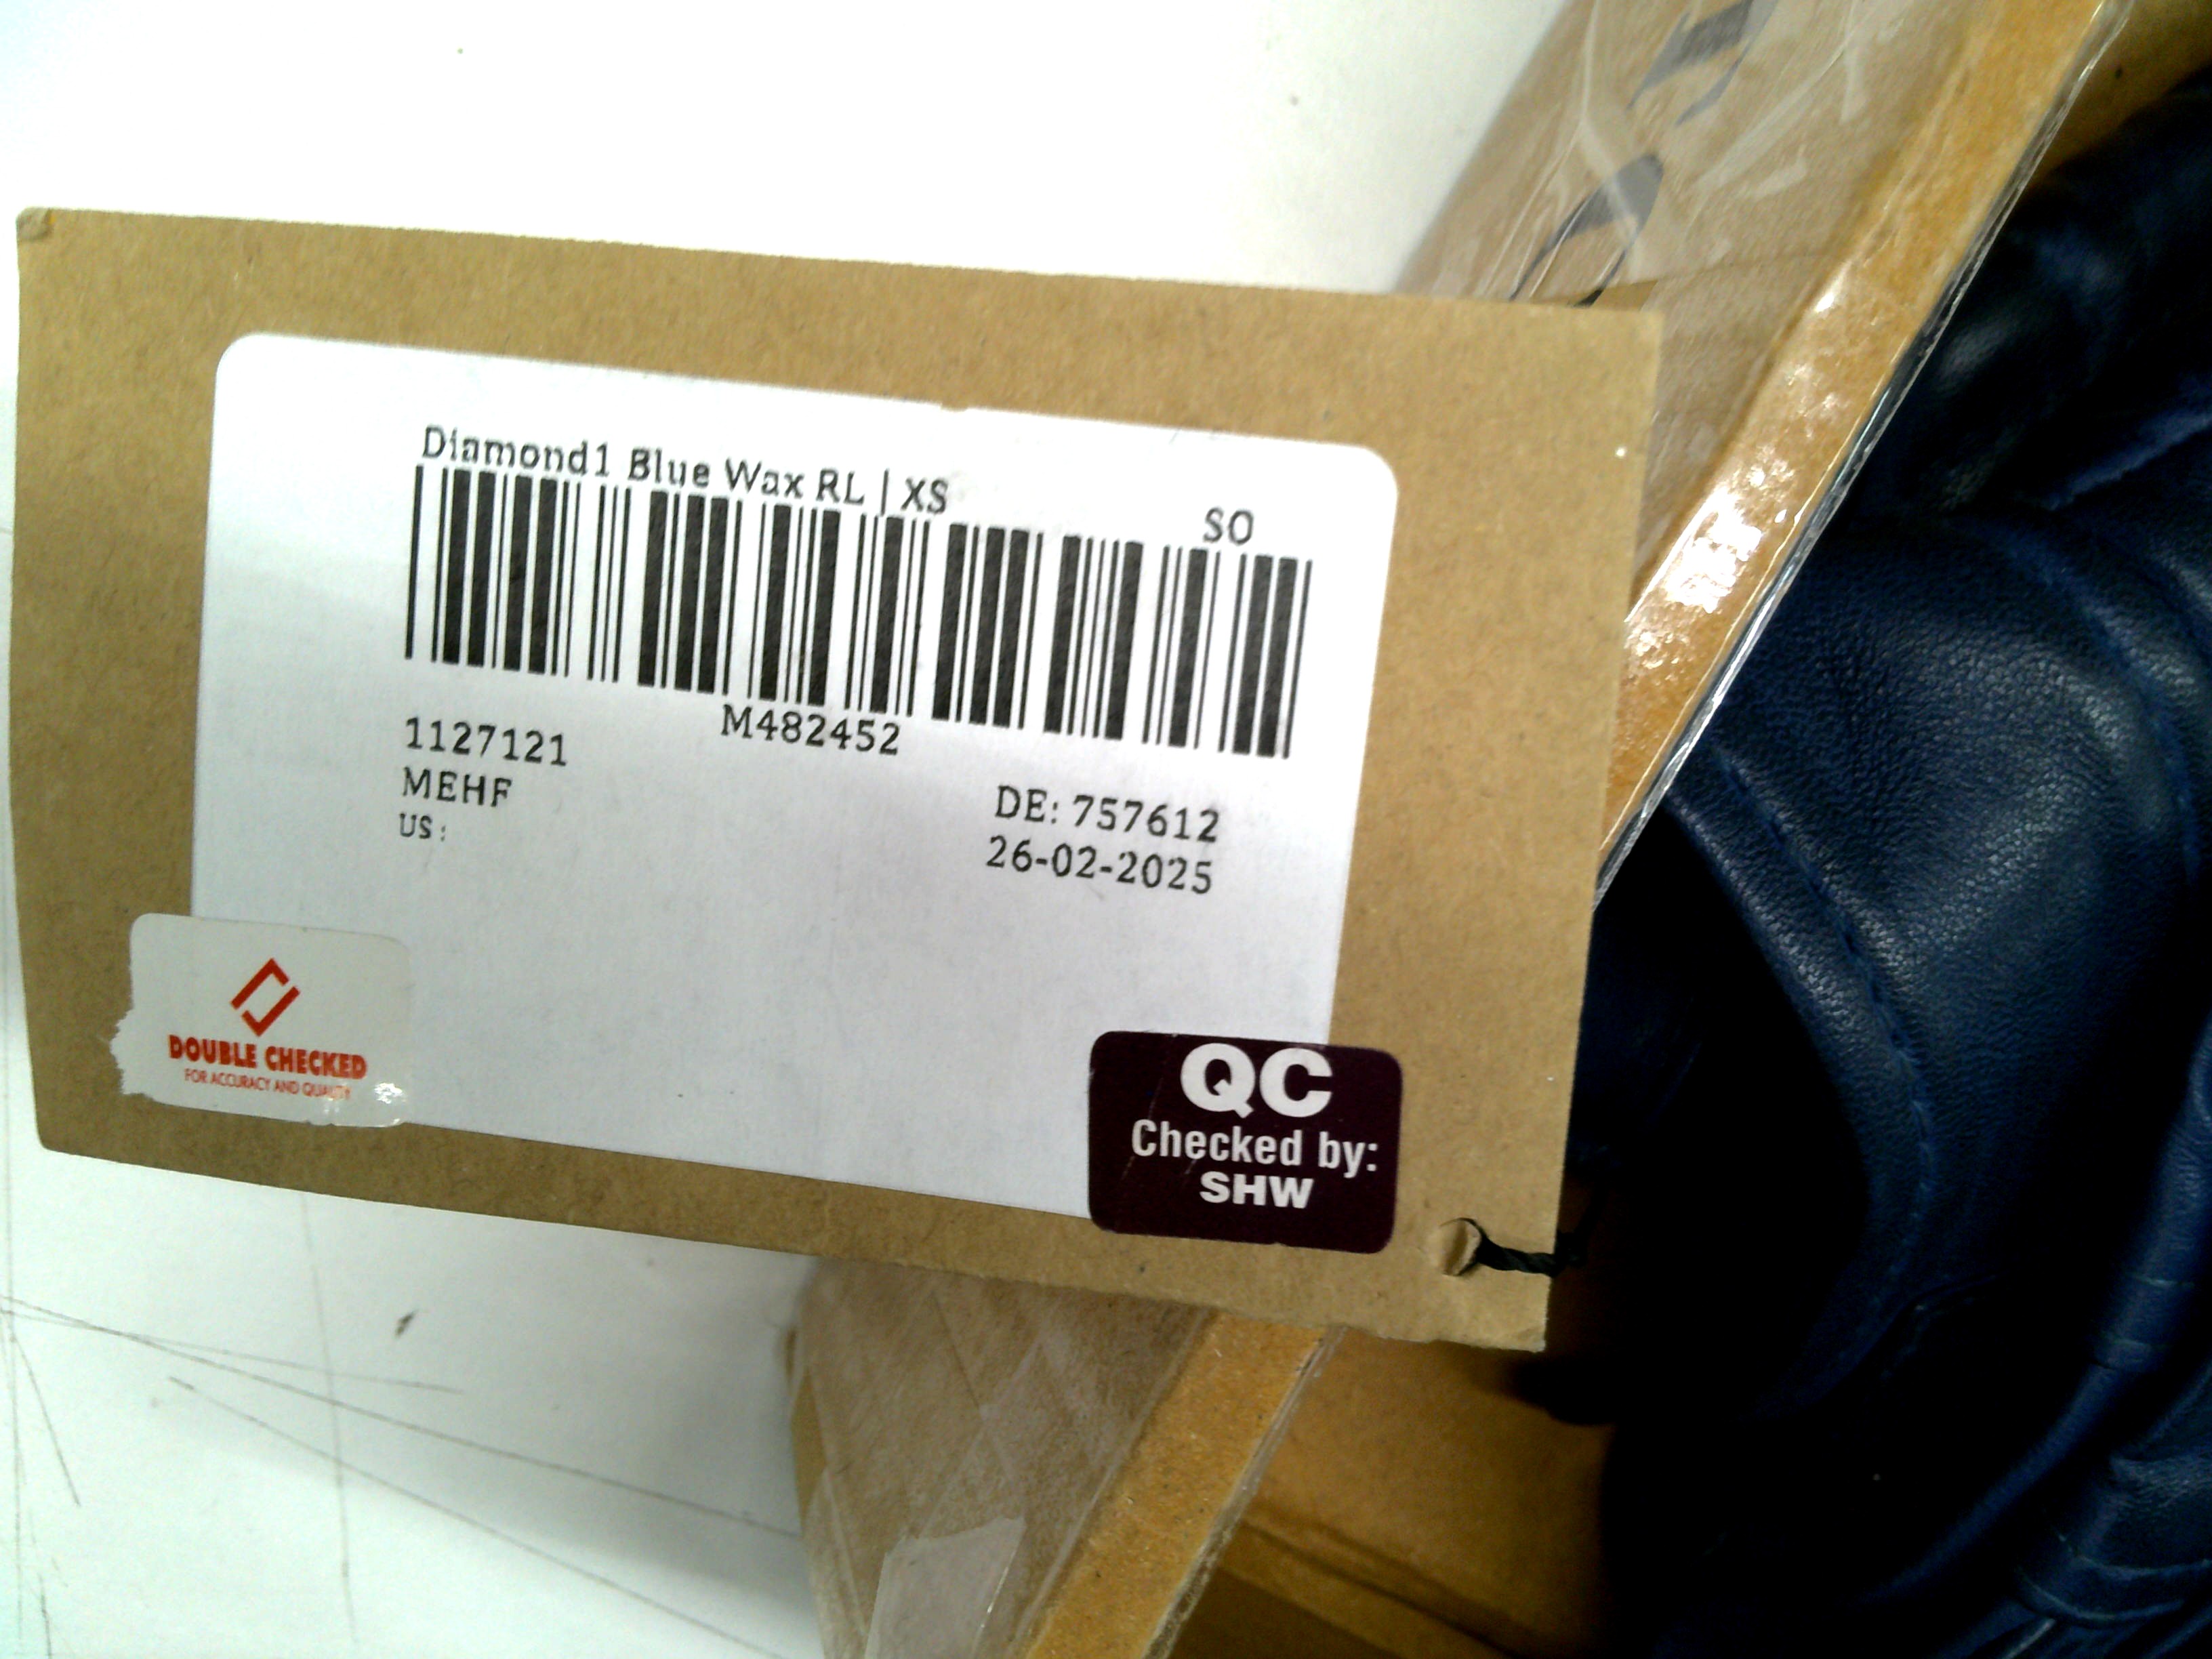 Diamond1 Blue Wax RL | XS
SO
M482452
1127121
MEHF
US:
DE: 757612
26-02-2025
DOUBLE CHECKED
FOR ACCURACY AND QUALITY
QC
Checked by:
SHW